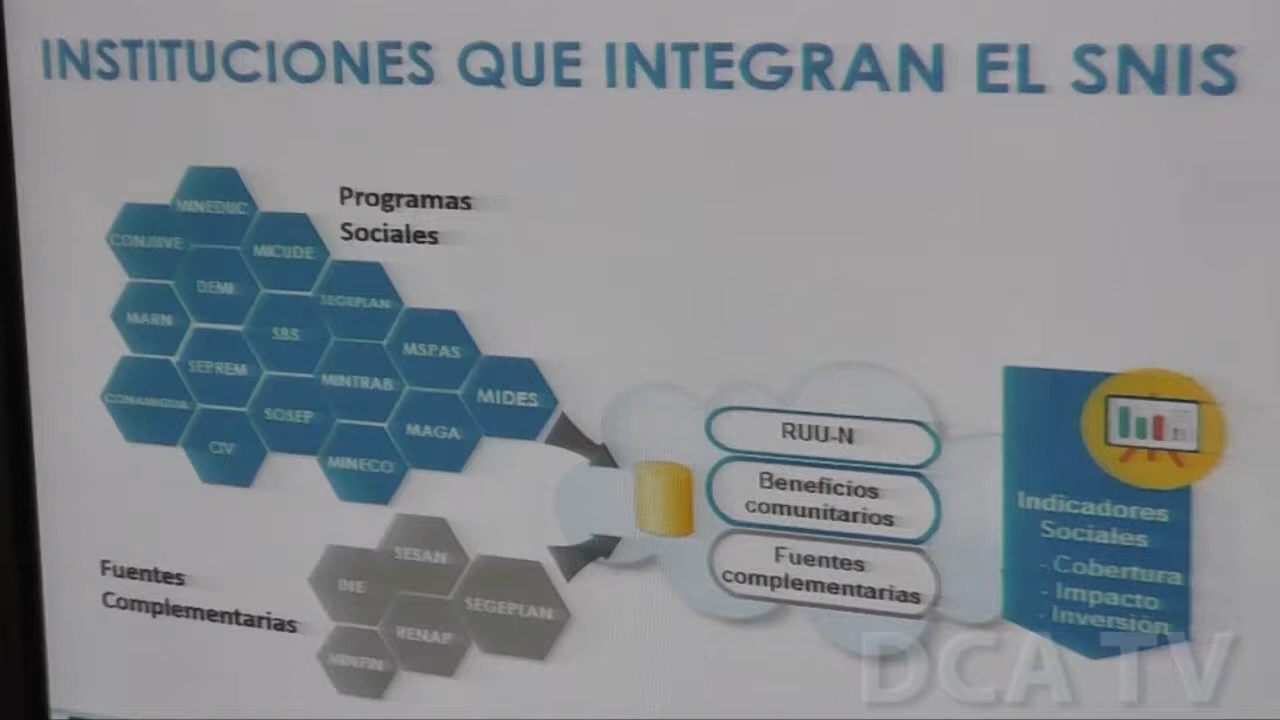 INSTITUCIONES QUE INTEGRAN EL SNIS
Programas
Sociales
MINEDUC
CONJUVE
MICUDE
DEMI
SEGEPLAN
MARN
SBS
MSPAS
SEPREM
MINTRAB
MIDES
SOSEP
MAGA
CIV
MINECO
RUU-N
Beneficios
comunitarios
Fuentes
complementarias
Indicadores
Sociales
- Cobertura
- Impacto
- Inversión
Fuentes
Complementarias
SESAN
INE
SEGEPLAN
RENAP
MINFIN
DCA TV